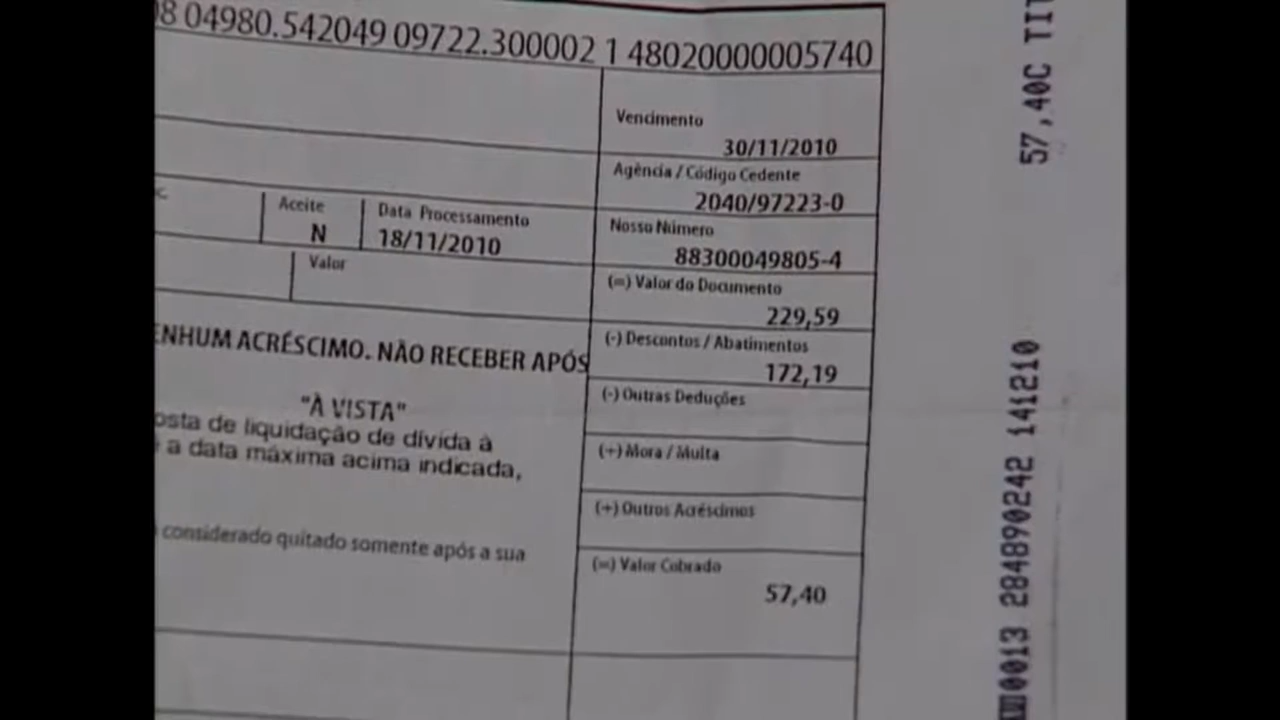 8 04980.542049 09722.300002 1 48020000005740
Vencimento
30/11/2010
Agência / Código Cedente
2040/97223-0
Aceite
N
Data Processamento
18/11/2010
Nosso Número
88300049805-4
Valor
(=) Valor do Documento
229,59
ENHUM ACRÉSCIMO. NÃO RECEBER APÓS
(-) Descontos / Abatimentos
172,19
"À VISTA"
osta de liquidação de dívida à
a data máxima acima indicada,
(-) Outras Deduções
(+) Mora / Multa
(+) Outros Acréscimos
considerado quitado somente após a sua
(=) Valor Cobrado
57,40
0013 284890242 141210 57,40C TIT